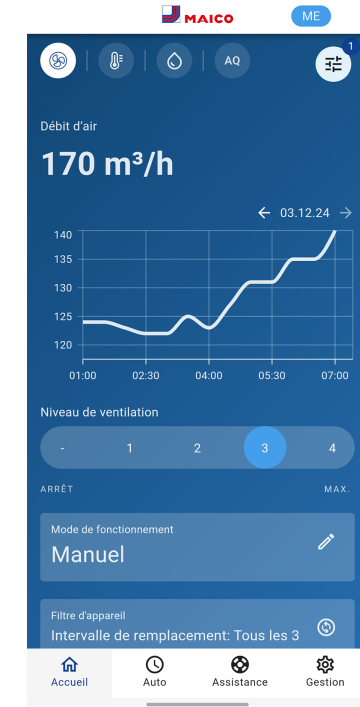 MAICO
ME
AQ
1
Débit d'air
170 m³/h
03.12.24
140
135
130
125
120
01:00 02:30 04:00 05:30 07:00
Niveau de ventilation
- 1 2 3 4
ARRÊT MAX.
Mode de fonctionnement
Manuel
Filtre d'appareil
Intervalle de remplacement: Tous les 3
Accueil Auto Assistance Gestion